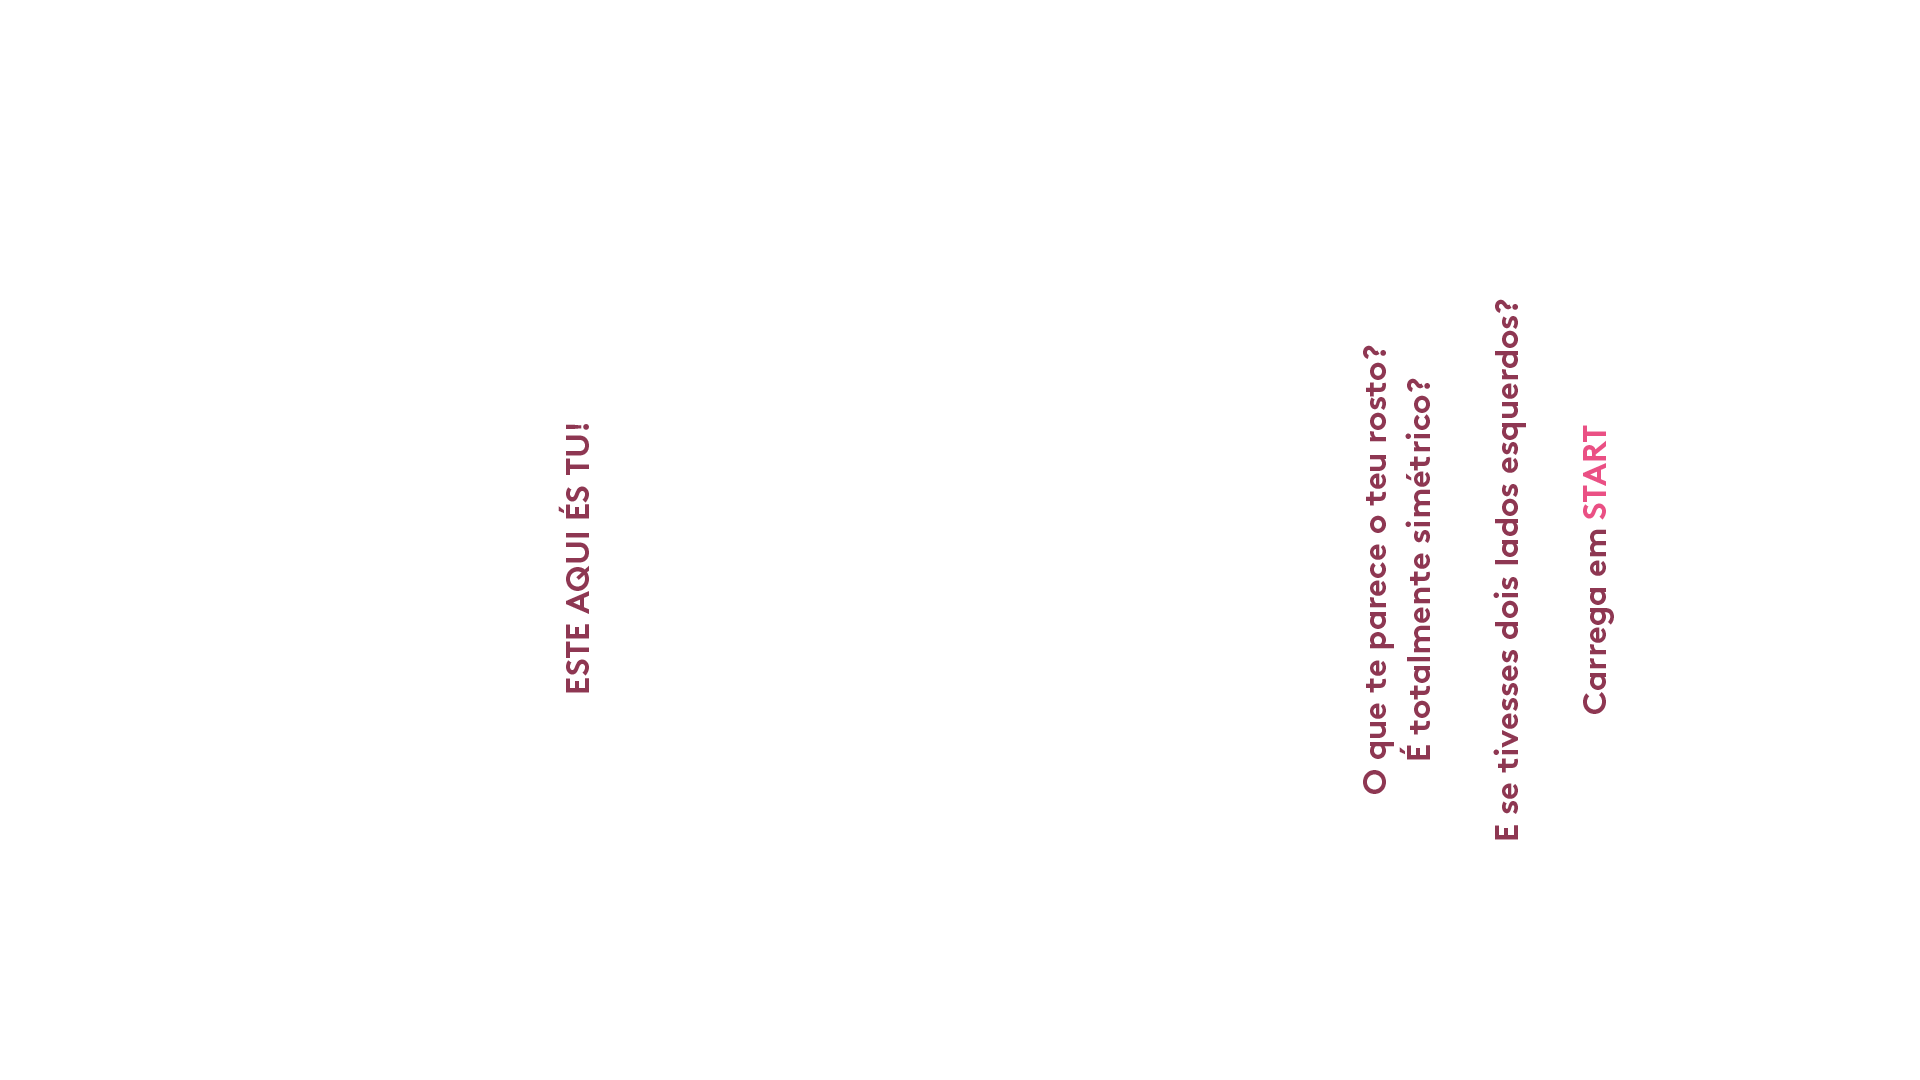 ESTE AQUI ÉS TU!
O que te parece o teu rosto?
É totalmente simétrico?
E se tivesses dois lados esquerdos?
Carrega em START